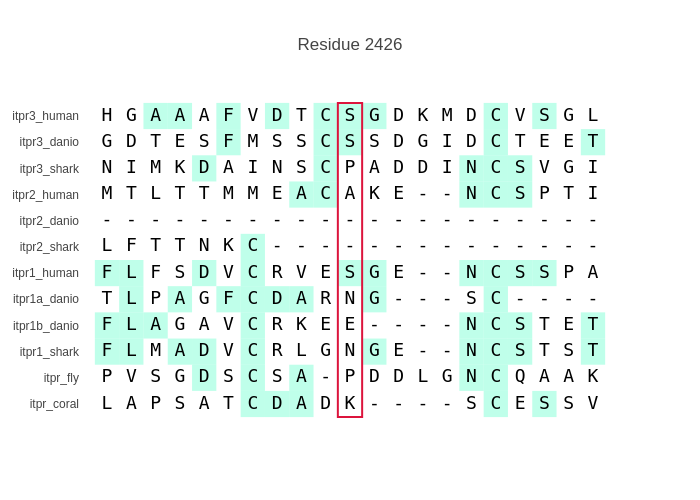 Residue 2426
itpr3_human H G A A A F V D T C S G D K M D C V S G L
itpr3_danio G D T E S F M S S C S S D G I D C T E E T
itpr3_shark N I M K D A I N S C P A D D I N C S V G I
itpr2_human M T L T T M M E A C A K E - - N C S P T I
itpr2_danio - - - - - - - - - - - - - - - - - - - - -
itpr2_shark L F T T N K C - - - - - - - - - - - - - -
itpr1_human F L F S D V C R V E S G E - - N C S S P A
itpr1a_danio T L P A G F C D A R N G - - - S C - - - -
itpr1b_danio F L A G A V C R K E E - - - - N C S T E T
itpr1_shark F L M A D V C R L G N G E - - N C S T S T
itpr_fly P V S G D S C S A - P D D L G N C Q A A K
itpr_coral L A P S A T C D A D K - - - - S C E S S V